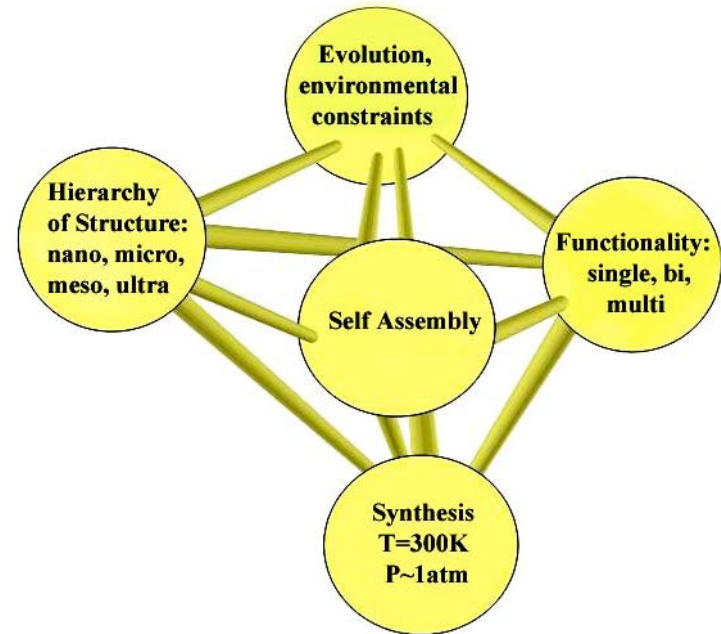 Evolution,
environmental
constraints
Hierarchy
of Structure:
nano, micro,
meso, ultra
Functionality:
single, bi,
multi
Self Assembly
Synthesis
T=300K
P~1atm